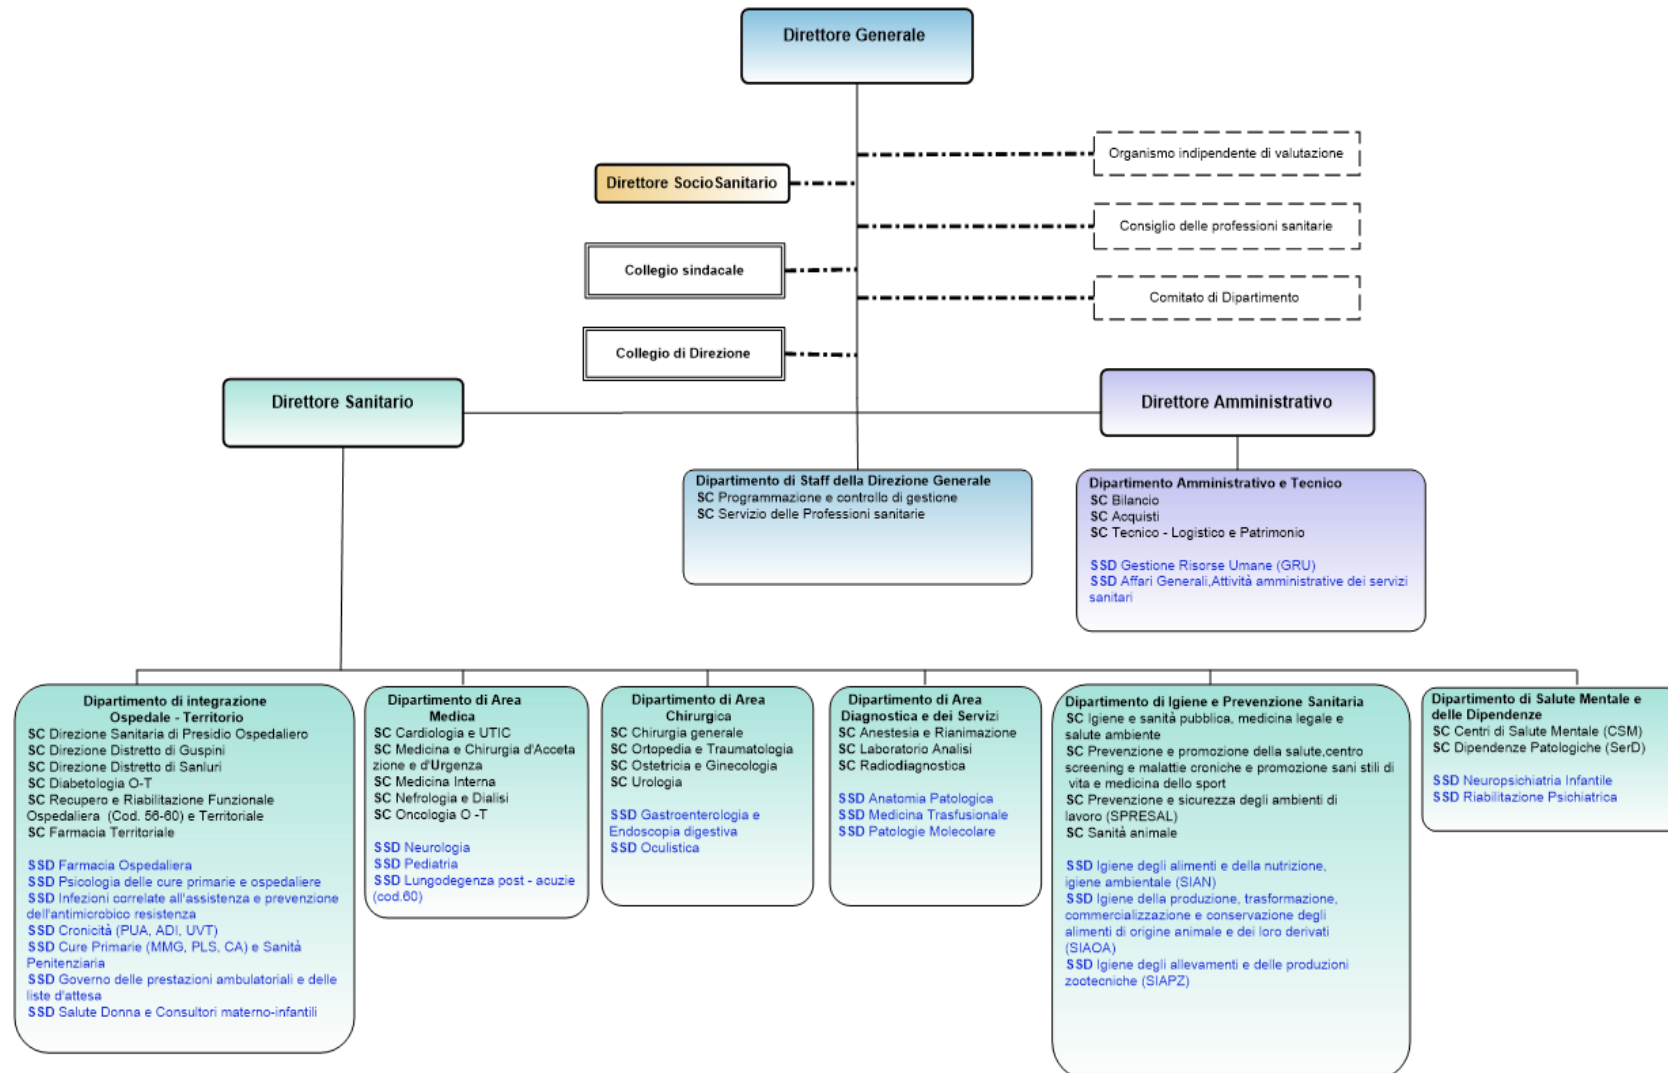 Direttore Generale
Organismo indipendente di valutazione
Direttore SocioSanitario
Consiglio delle professioni sanitarie
Collegio sindacale
Comitato di Dipartimento
Collegio di Direzione
Direttore Sanitario
Direttore Amministrativo
Dipartimento di Staff della Direzione Generale
SC Programmazione e controllo di gestione
SC Servizio delle Professioni sanitarie
Dipartimento Amministrativo e Tecnico
SC Bilancio
SC Acquisti
SC Tecnico - Logistico e Patrimonio
SSD Gestione Risorse Umane (GRU)
SSD Affari Generali,Attività amministrative dei servizi
sanitari
Dipartimento di integrazione
Ospedale - Territorio
SC Direzione Sanitaria di Presidio Ospedaliero
SC Direzione Distretto di Guspini
SC Direzione Distretto di Sanluri
SC Diabetologia O-T
SC Recupero e Riabilitazione Funzionale
Ospedaliera (Cod. 56-60) e Territoriale
SC Farmacia Territoriale
SSD Farmacia Ospedaliera
SSD Psicologia delle cure primarie e ospedaliere
SSD Infezioni correlate all'assistenza e prevenzione
dell'antimicrobico resistenza
SSD Cronicità (PUA, ADI, UVT)
SSD Cure Primarie (MMG, PLS, CA) e Sanità
Penitenziaria
SSD Governo delle prestazioni ambulatoriali e delle
liste d'attesa
SSD Salute Donna e Consultori materno-infantili
Dipartimento di Area
Medica
SC Cardiologia e UTIC
SC Medicina e Chirurgia d'Acceta
zione e d'Urgenza
SC Medicina Interna
SC Nefrologia e Dialisi
SC Oncologia O -T
SSD Neurologia
SSD Pediatria
SSD Lungodegenza post - acuzie
(cod.60)
Dipartimento di Area
Chirurgica
SC Chirurgia generale
SC Ortopedia e Traumatologia
SC Ostetricia e Ginecologia
SC Urologia
SSD Gastroenterologia e
Endoscopia digestiva
SSD Oculistica
Dipartimento di Area
Diagnostica e dei Servizi
SC Anestesia e Rianimazione
SC Laboratorio Analisi
SC Radiodiagnostica
SSD Anatomia Patologica
SSD Medicina Trasfusionale
SSD Patologie Molecolare
Dipartimento di Igiene e Prevenzione Sanitaria
SC Igiene e sanità pubblica, medicina legale e
salute ambiente
SC Prevenzione e promozione della salute,centro
screening e malattie croniche e promozione sani stili di
vita e medicina dello sport
SC Prevenzione e sicurezza degli ambienti di
lavoro (SPRESAL)
SC Sanità animale
SSD Igiene degli alimenti e della nutrizione,
igiene ambientale (SIAN)
SSD Igiene della produzione, trasformazione,
commercializzazione e conservazione degli
alimenti di origine animale e dei loro derivati
(SIAOA)
SSD Igiene degli allevamenti e delle produzioni
zootecniche (SIAPZ)
Dipartimento di Salute Mentale e
delle Dipendenze
SC Centri di Salute Mentale (CSM)
SC Dipendenze Patologiche (SerD)
SSD Neuropsichiatria Infantile
SSD Riabilitazione Psichiatrica